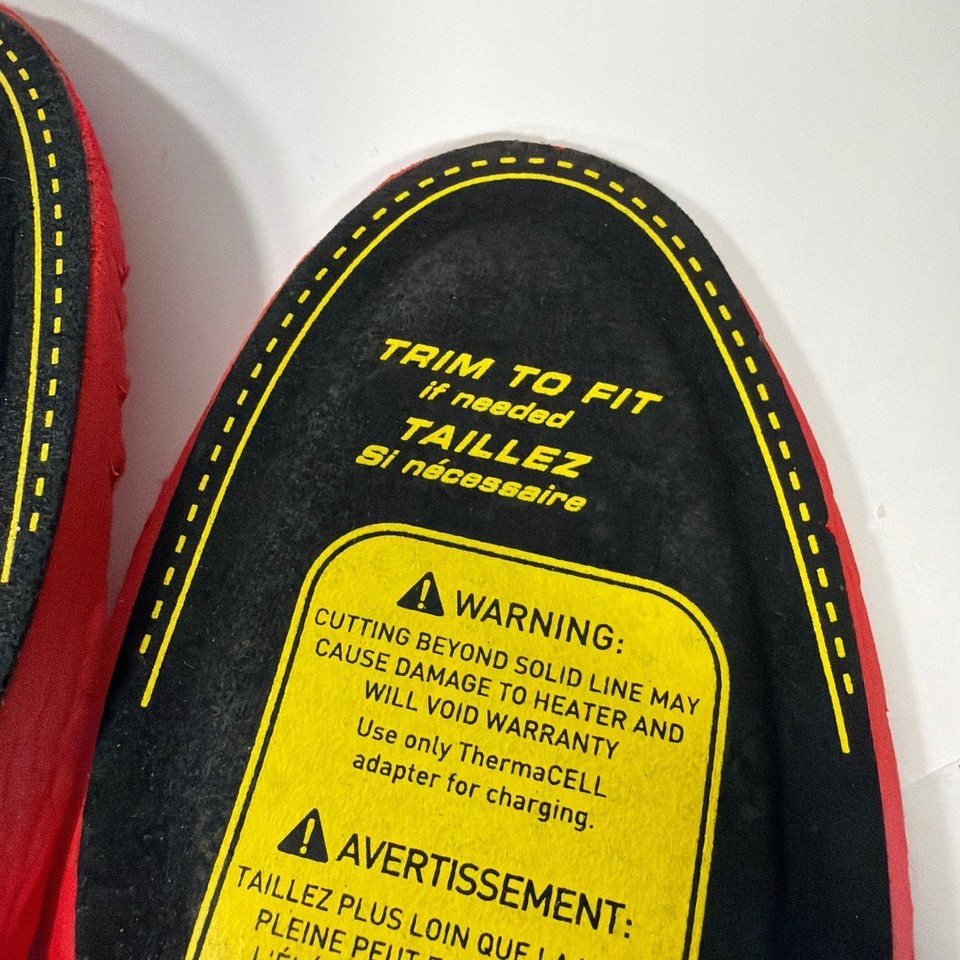 TRIM TO FIT
if needed
TAILLEZ
Si nécessaire
WARNING:
CUTTING BEYOND SOLID LINE MAY
CAUSE DAMAGE TO HEATER AND
WILL VOID WARRANTY
Use only ThermaCELL
adapter for charging.
AVERTISSEMENT:
TAILLEZ PLUS LOIN QUE
PLEINE PEUT